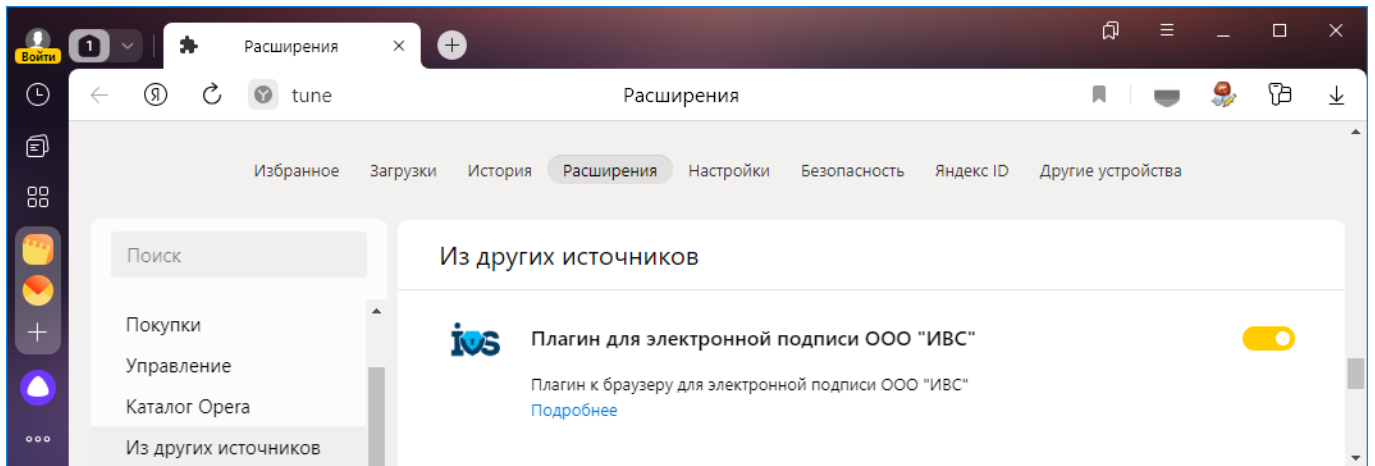 Войти
1
Расширения
tune
Расширения
Избранное Загрузки История Расширения Настройки Безопасность Яндекс ID Другие устройства
Поиск
Покупки
Управление
Каталог Opera
Из других источников
Из других источников
ivs
Плагин для электронной подписи ООО "ИВС"
Плагин к браузеру для электронной подписи ООО "ИВС"
Подробнее